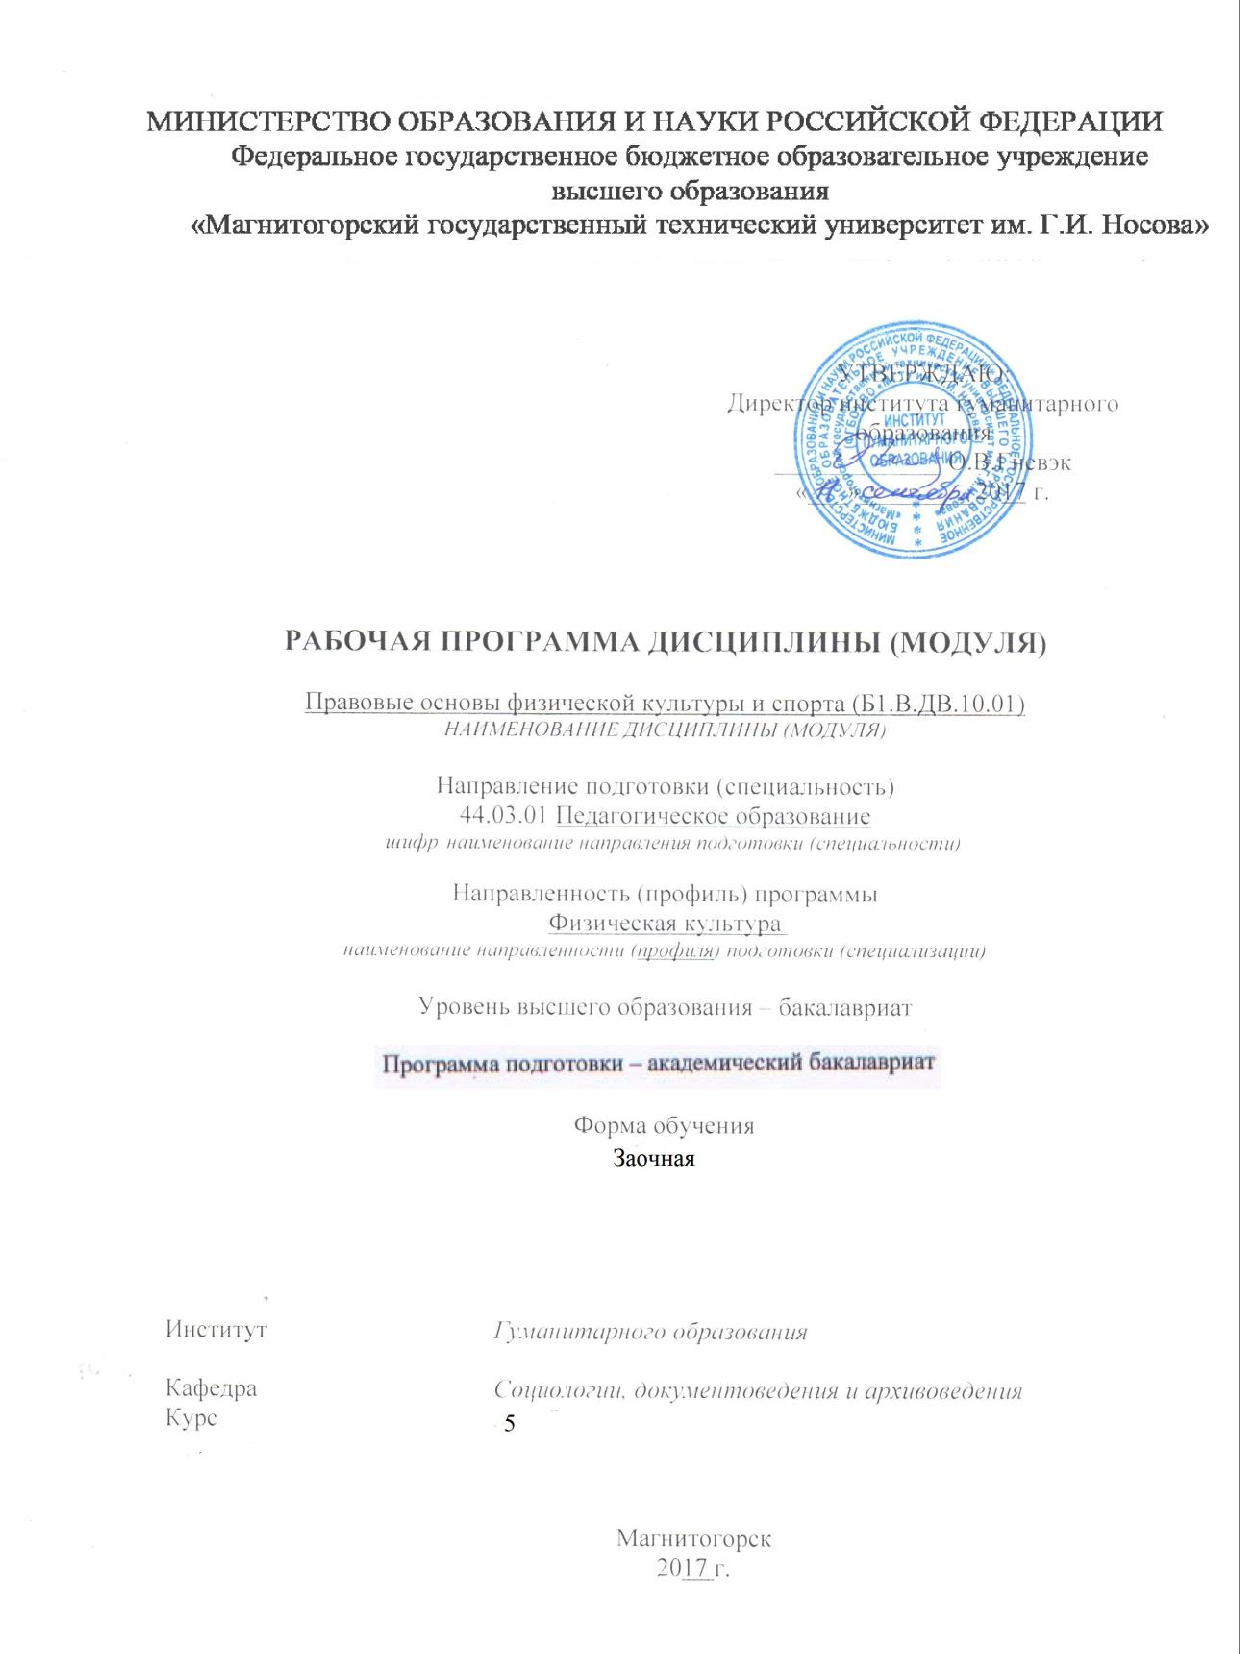 МИНИСТЕРСТВО ОБРАЗОВАНИЯ И НАУКИ РОССИЙСКОЙ ФЕДЕРАЦИИ
Федеральное государственное бюджетное образовательное учреждение
высшего образования
«Магнитогорский государственный технический университет им. Г.И. Носова»
УТВЕРЖДАЮ:
Директор института гуманитарного
образования
О.В.Гневэк
сентября 2017 г.
ИНСТИТУТ
ГУМАНИТАРНОГО
ОБРАЗОВАНИЯ
РАБОЧАЯ ПРОГРАММА ДИСЦИПЛИНЫ (МОДУЛЯ)
Правовые основы физической культуры и спорта (Б1.В.ДВ.10.01)
НАИМЕНОВАНИЕ ДИСЦИПЛИНЫ (МОДУЛЯ)
Направление подготовки (специальность)
44.03.01 Педагогическое образование
шифр наименование направления подготовки (специальности)
Направленность (профиль) программы
Физическая культура
наименование направленности (профиля) подготовки (специализации)
Уровень высшего образования – бакалавриат
Программа подготовки – академический бакалавриат
Форма обучения
Заочная
Институт Гуманитарного образования
Кафедра Социологии, документоведения и архивоведения
Курс 5
Магнитогорск
2017 г.